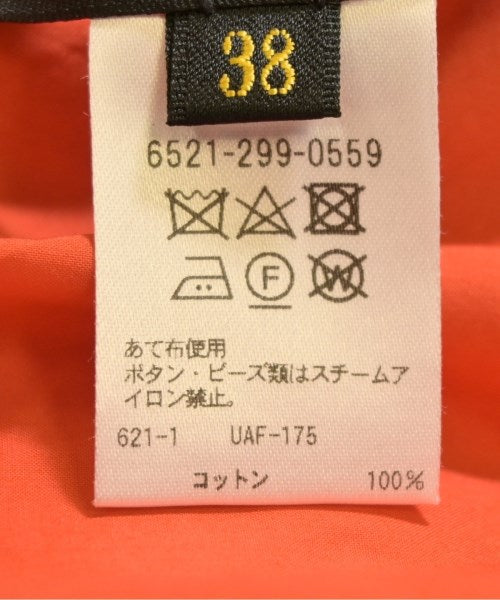 38
6521-299-0559
F
W
あて布使用
ボタン・ビーズ類はスチームア
イロン禁止。
621-1 UAF-175
コットン 100%